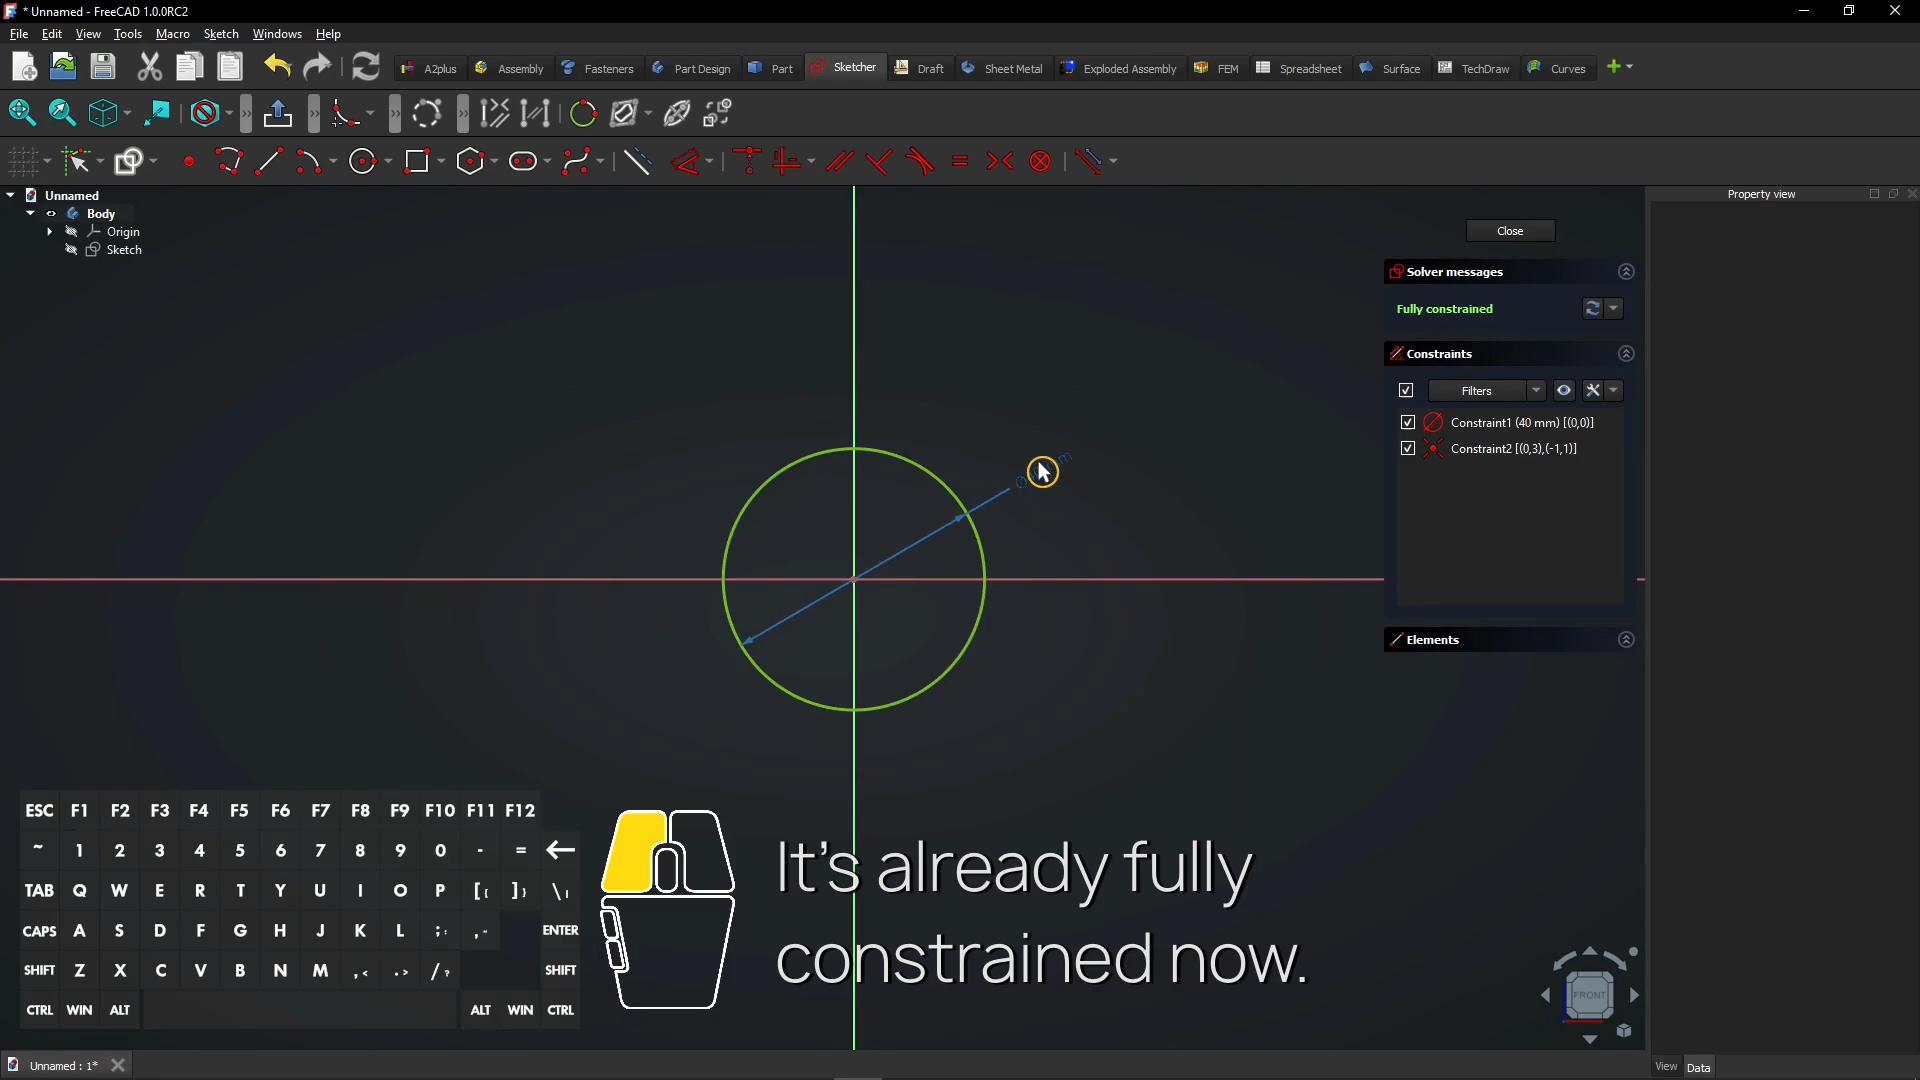 * Unnamed - FreeCAD 1.0.0RC2
File Edit View Tools Macro Sketch Windows Help
A2plus Assembly Fasteners Part Design Part Sketcher Draft Sheet Metal Exploded Assembly FEM Spreadsheet Surface TechDraw Curves
Unnamed
Body
Origin
Sketch
Property view
Close
Solver messages
Fully constrained
Constraints
Filters
Constraint1 (40 mm) [(0,0)]
Constraint2 [(0,3),(-1,1)]
Elements
ESC F1 F2 F3 F4 F5 F6 F7 F8 F9 F10 F11 F12
~ 1 2 3 4 5 6 7 8 9 0 - =
TAB Q W E R T Y U I O P [{ ]} \|
CAPS A S D F G H J K L ;: ENTER
SHIFT Z X C V B N M ,< .> /? SHIFT
CTRL WIN ALT ALT WIN CTRL
It's already fully
constrained now.
FRONT
Unnamed : 1*
View Data